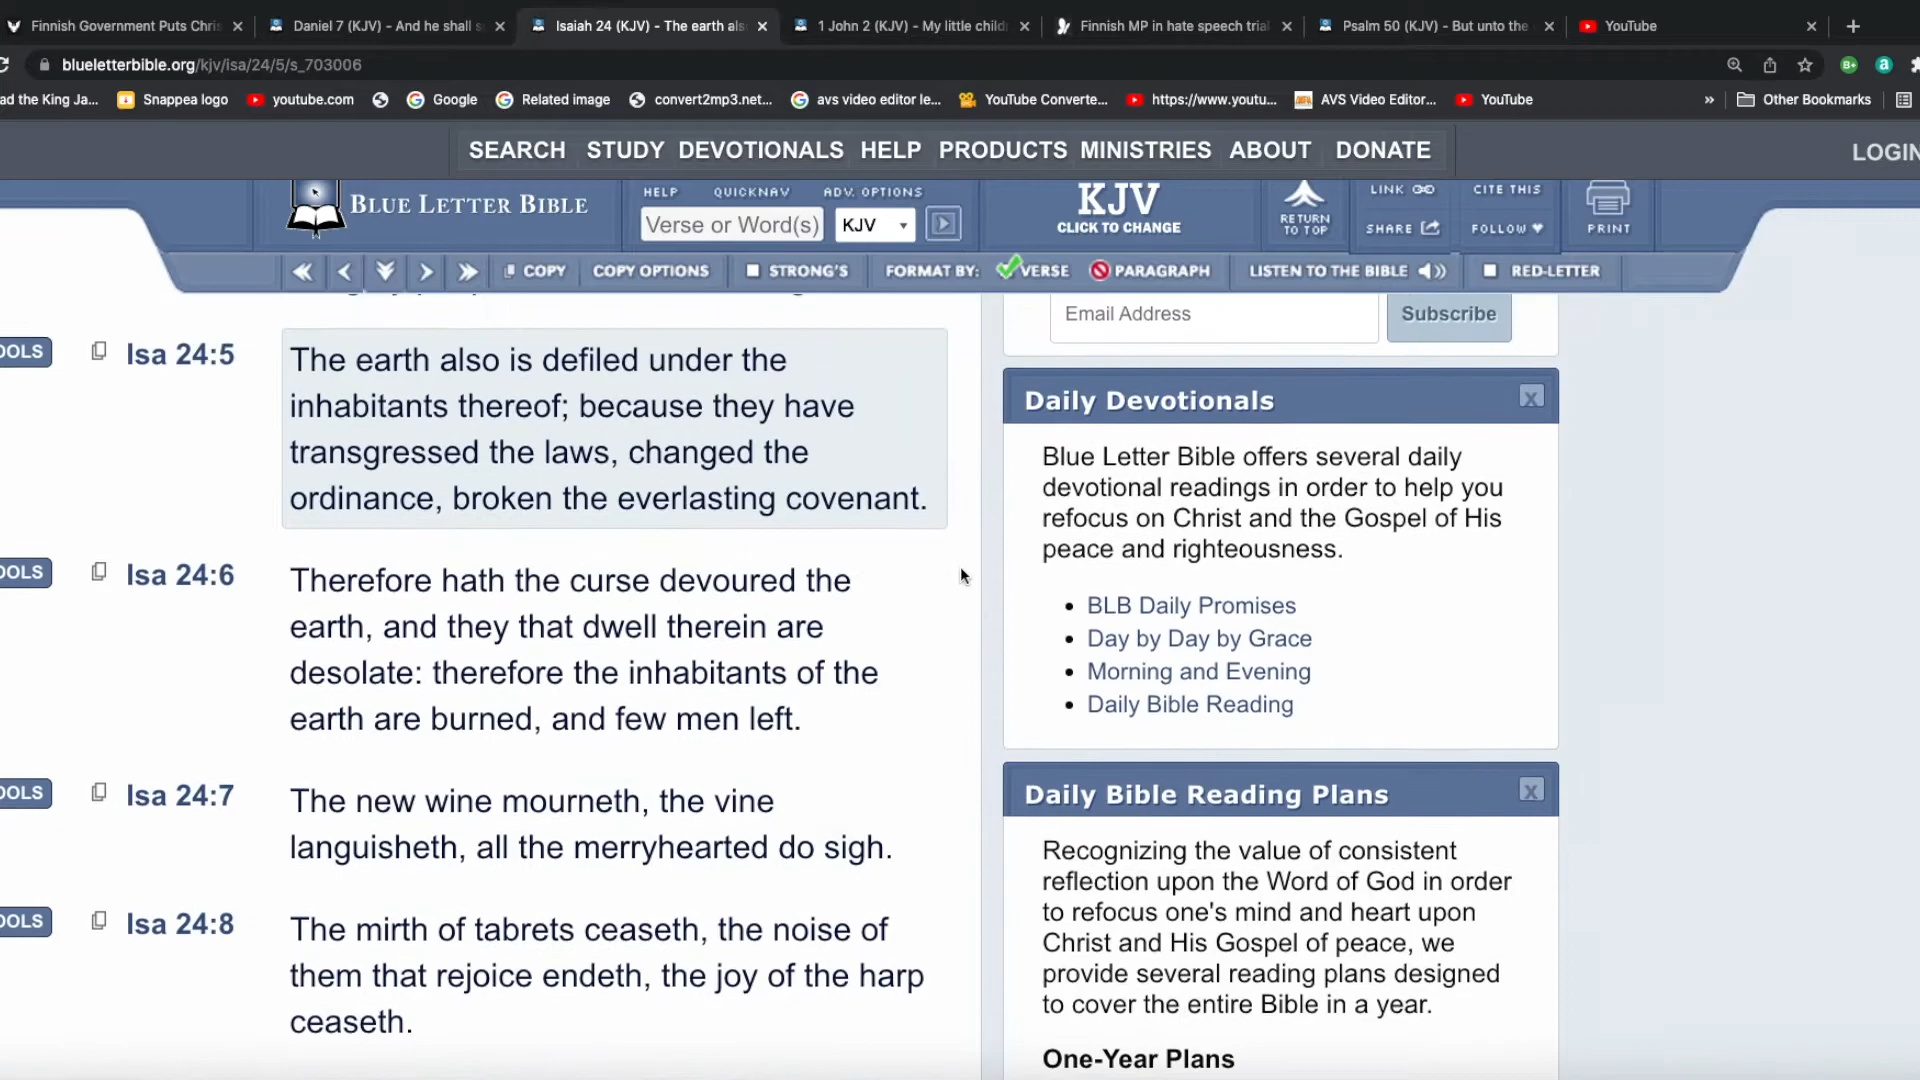 Finnish Government Puts Chris
Daniel 7 (KJV) - And he shall s
Isaiah 24 (KJV) - The earth als
1 John 2 (KJV) - My little child
Finnish MP in hate speech trial
Psalm 50 (KJV) - But unto the
YouTube
blueletterbible.org/kjv/isa/24/5/s_703006
ad the King Ja...
Snappea logo
youtube.com
Google
Related image
convert2mp3.net...
avs video editor le...
YouTube Converte...
https://www.youtu...
AVS Video Editor...
YouTube
»
Other Bookmarks
SEARCH STUDY DEVOTIONALS HELP PRODUCTS MINISTRIES ABOUT DONATE
LOGIN
BLUE LETTER BIBLE
HELP QUICKNAV ADV. OPTIONS
Verse or Word(s)
KJV
KJV
CLICK TO CHANGE
RETURN
TO TOP
LINK
CITE THIS
SHARE
FOLLOW
PRINT
COPY
COPY OPTIONS
STRONG'S
FORMAT BY: VERSE PARAGRAPH
LISTEN TO THE BIBLE
RED-LETTER
OOLS
Isa 24:5
The earth also is defiled under the
inhabitants thereof; because they have
transgressed the laws, changed the
ordinance, broken the everlasting covenant.
OOLS
Isa 24:6
Therefore hath the curse devoured the
earth, and they that dwell therein are
desolate: therefore the inhabitants of the
earth are burned, and few men left.
OOLS
Isa 24:7
The new wine mourneth, the vine
languisheth, all the merryhearted do sigh.
OOLS
Isa 24:8
The mirth of tabrets ceaseth, the noise of
them that rejoice endeth, the joy of the harp
ceaseth.
Email Address
Subscribe
Daily Devotionals
x
Blue Letter Bible offers several daily
devotional readings in order to help you
refocus on Christ and the Gospel of His
peace and righteousness.
• BLB Daily Promises
• Day by Day by Grace
• Morning and Evening
• Daily Bible Reading
Daily Bible Reading Plans
x
Recognizing the value of consistent
reflection upon the Word of God in order
to refocus one's mind and heart upon
Christ and His Gospel of peace, we
provide several reading plans designed
to cover the entire Bible in a year.
One-Year Plans